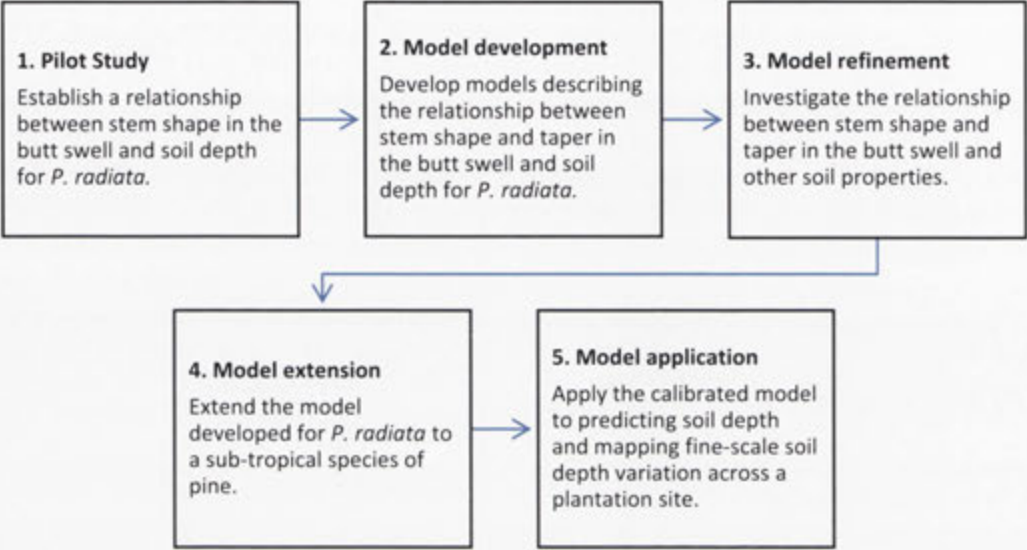 1. Pilot Study
Establish a relationship
between stem shape in the
butt swell and soil depth
for P. radiata.
2. Model development
Develop models describing
the relationship between
stem shape and taper in
the butt swell and soil
depth for P. radiata.
3. Model refinement
Investigate the relationship
between stem shape and
taper in the butt swell and
other soil properties.
4. Model extension
Extend the model
developed for P. radiata to
a sub-tropical species of
pine.
5. Model application
Apply the calibrated model
to predicting soil depth
and mapping fine-scale soil
depth variation across a
plantation site.